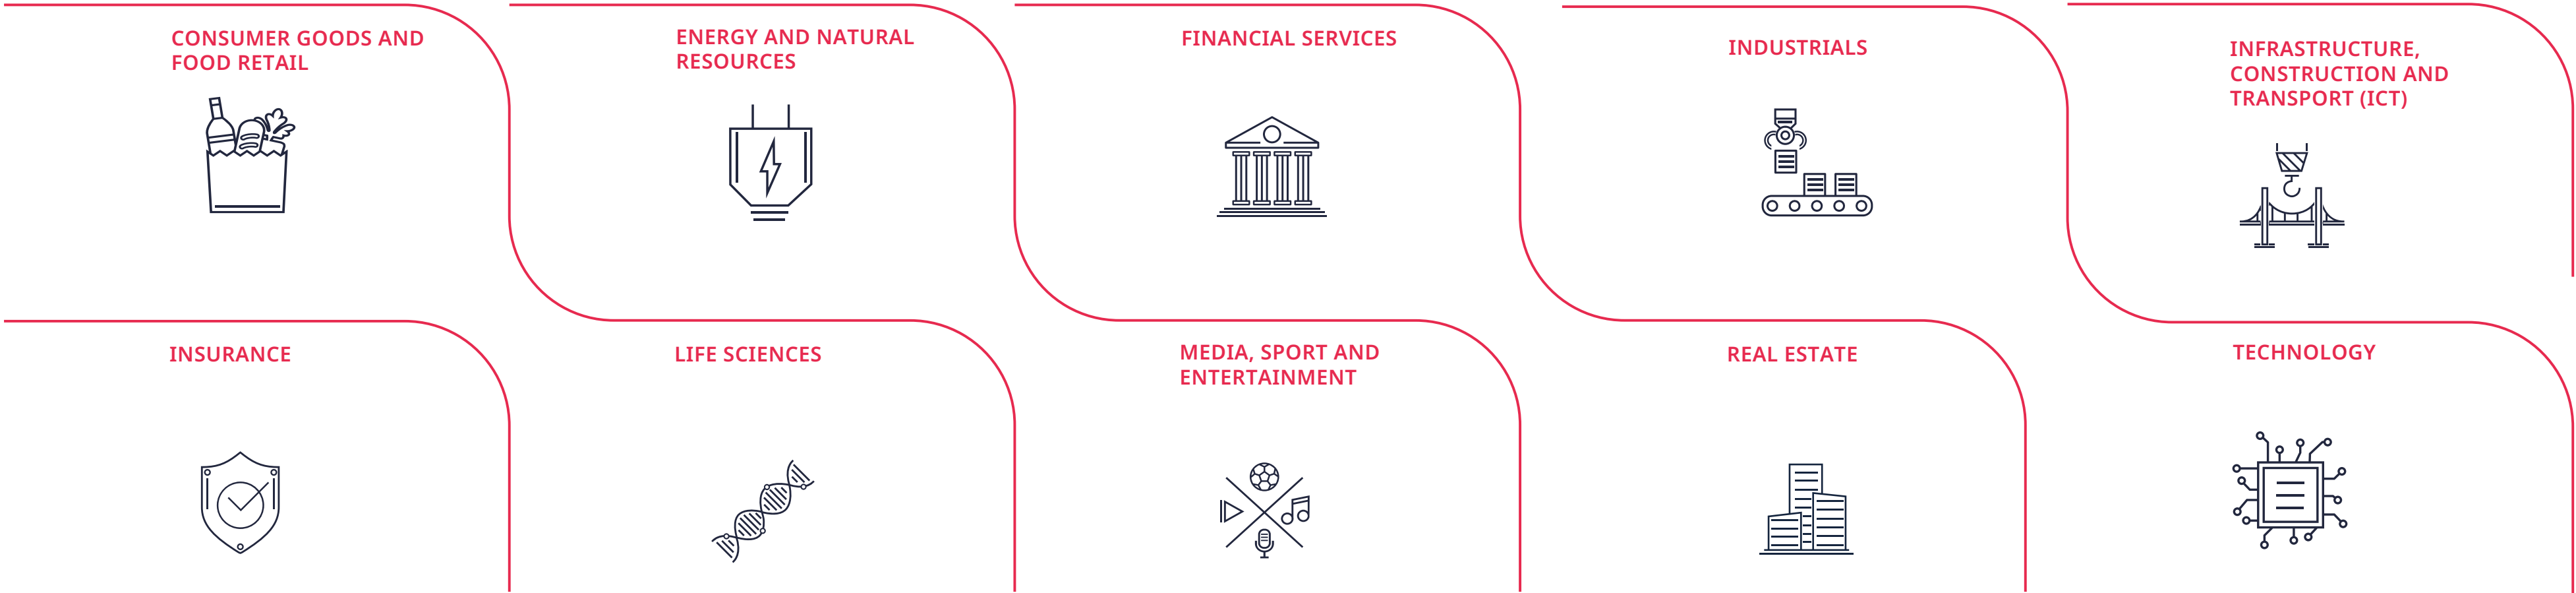 CONSUMER GOODS AND
FOOD RETAIL
ENERGY AND NATURAL
RESOURCES
FINANCIAL SERVICES
INDUSTRIALS
INFRASTRUCTURE,
CONSTRUCTION AND
TRANSPORT (ICT)
INSURANCE
LIFE SCIENCES
MEDIA, SPORT AND
ENTERTAINMENT
REAL ESTATE
TECHNOLOGY